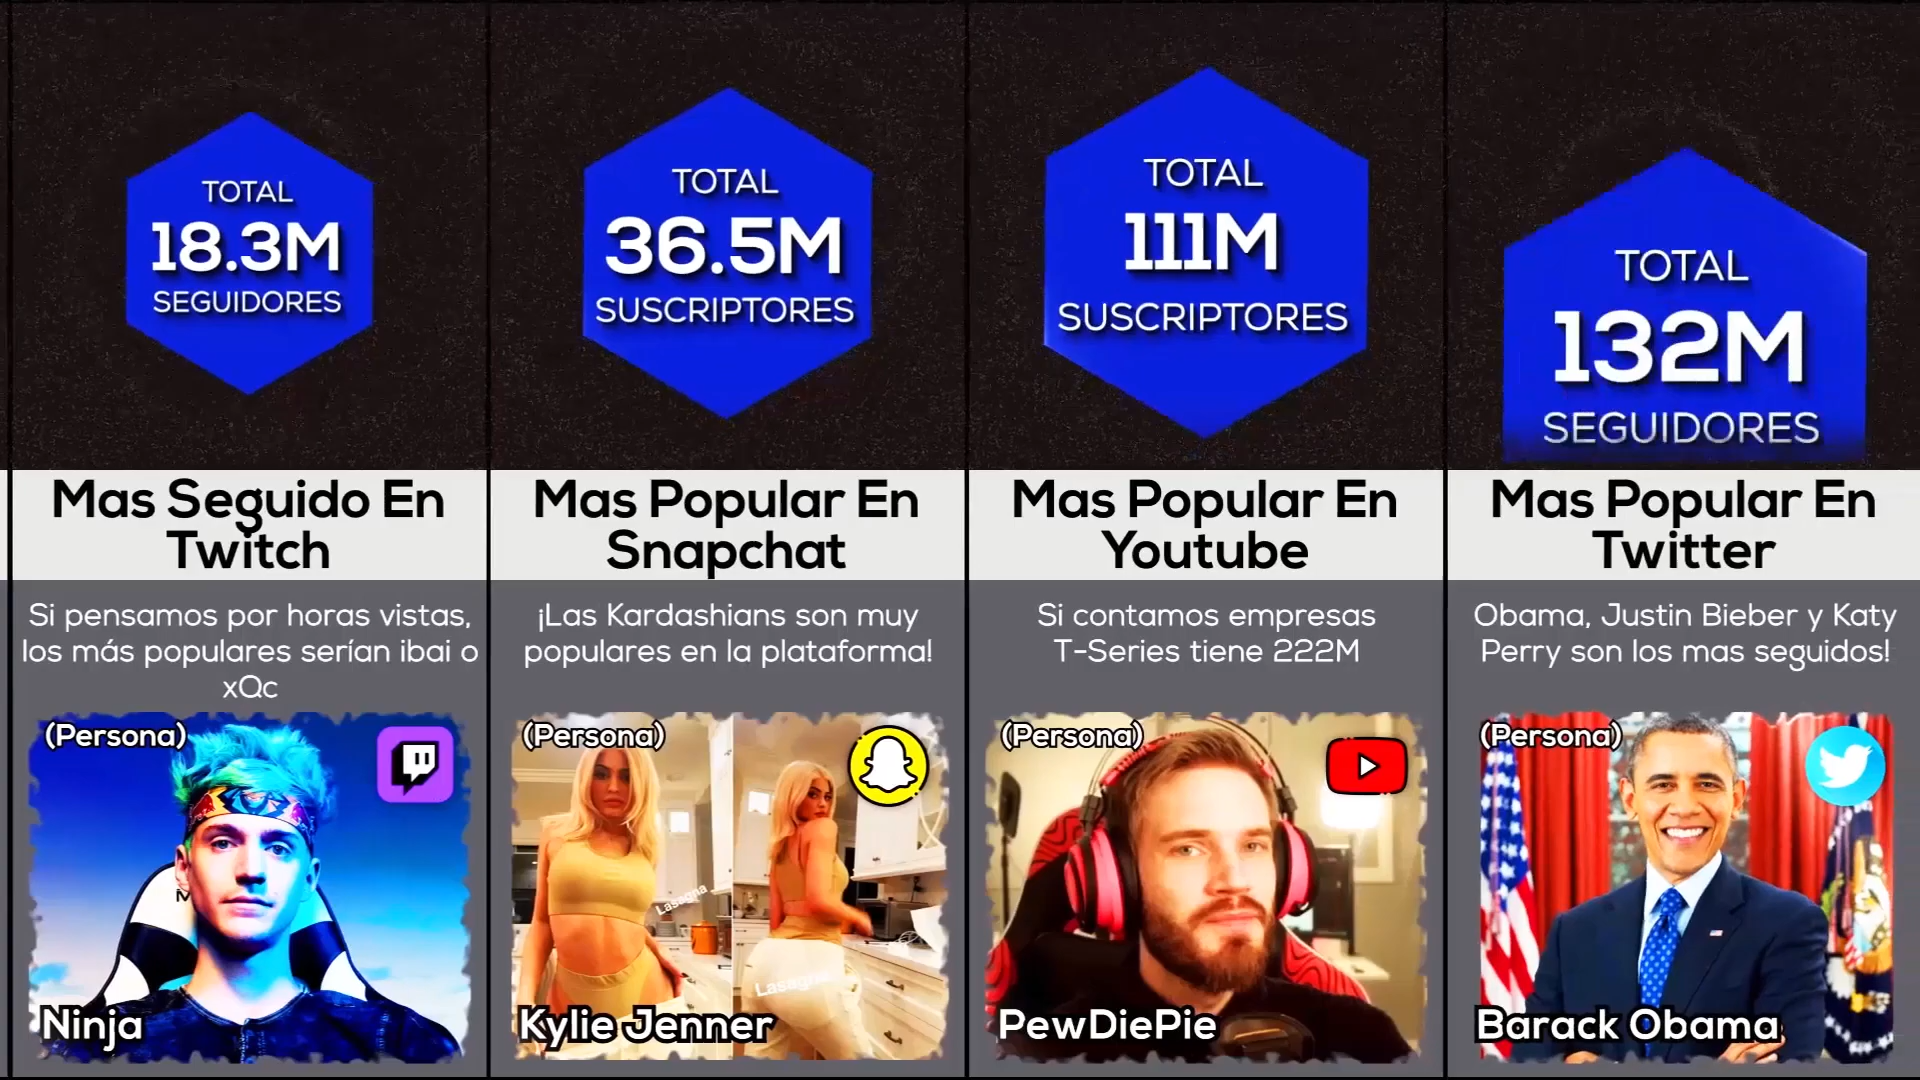 TOTAL
18.3M
SEGUIDORES
Mas Seguido En
Twitch
Si pensamos por horas vistas,
los más populares serían ibai o
xQc
(Persona)
Ninja
TOTAL
36.5M
SUSCRIPTORES
Mas Popular En
Snapchat
¡Las Kardashians son muy
populares en la plataforma!
(Persona)
Lasagna
Lasagna
Kylie Jenner
TOTAL
111M
SUSCRIPTORES
Mas Popular En
Youtube
Si contamos empresas
T-Series tiene 222M
(Persona)
PewDiePie
TOTAL
132M
SEGUIDORES
Mas Popular En
Twitter
Obama, Justin Bieber y Katy
Perry son los mas seguidos!
(Persona)
Barack Obama